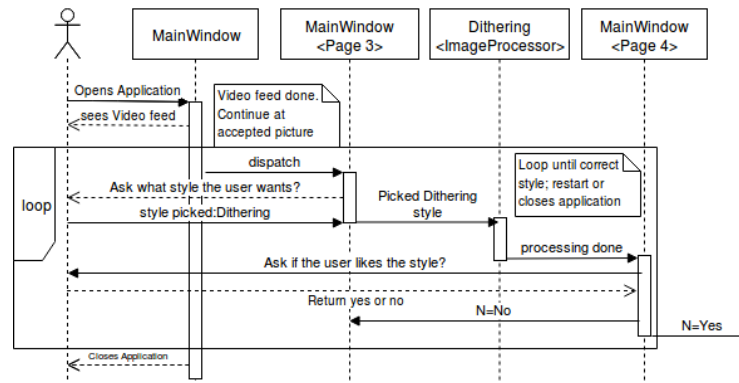 MainWindow
MainWindow
<Page 3>
Dithering
<ImageProcessor>
MainWindow
<Page 4>
Opens Application
sees Video feed
Video feed done.
Continue at
accepted picture
loop
dispatch
Ask what style the user wants?
style picked:Dithering
Picked Dithering
style
Loop until correct
style; restart or
closes application
processing done
Ask if the user likes the style?
Return yes or no
N=No
N=Yes
Closes Application